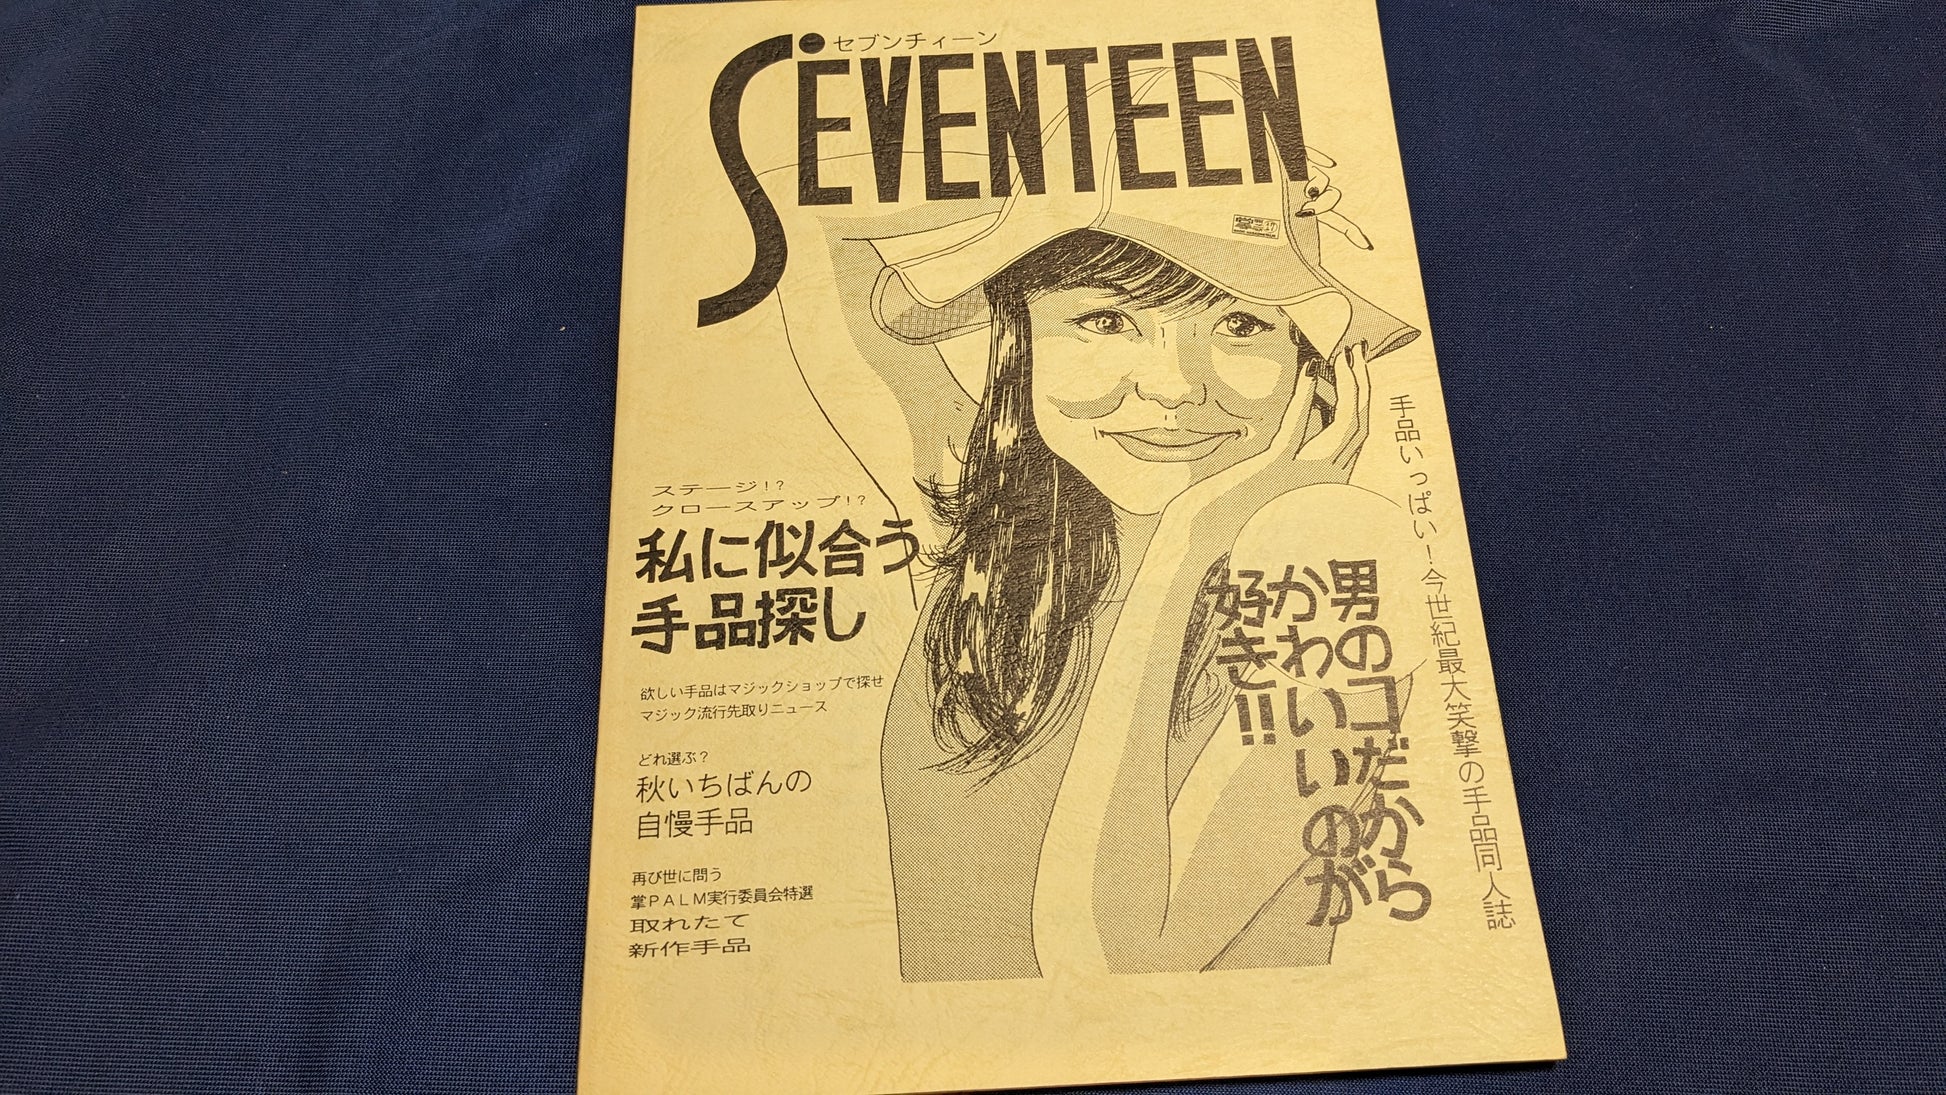 セブンティーン
SEVENTEEN
ステージ!?
クロースアップ!?
私に似合う
手品探し
欲しい手品はマジックショップで探せ
マジック流行先取りニュース
どれ選ぶ?
秋いちばんの
自慢手品
再び世に問う
掌PALM実行委員会特選
取れたて
新作手品
手品いっぱい!今世紀最大笑撃の手品同人誌
男のコだから
かわいいのが
好き!!
17